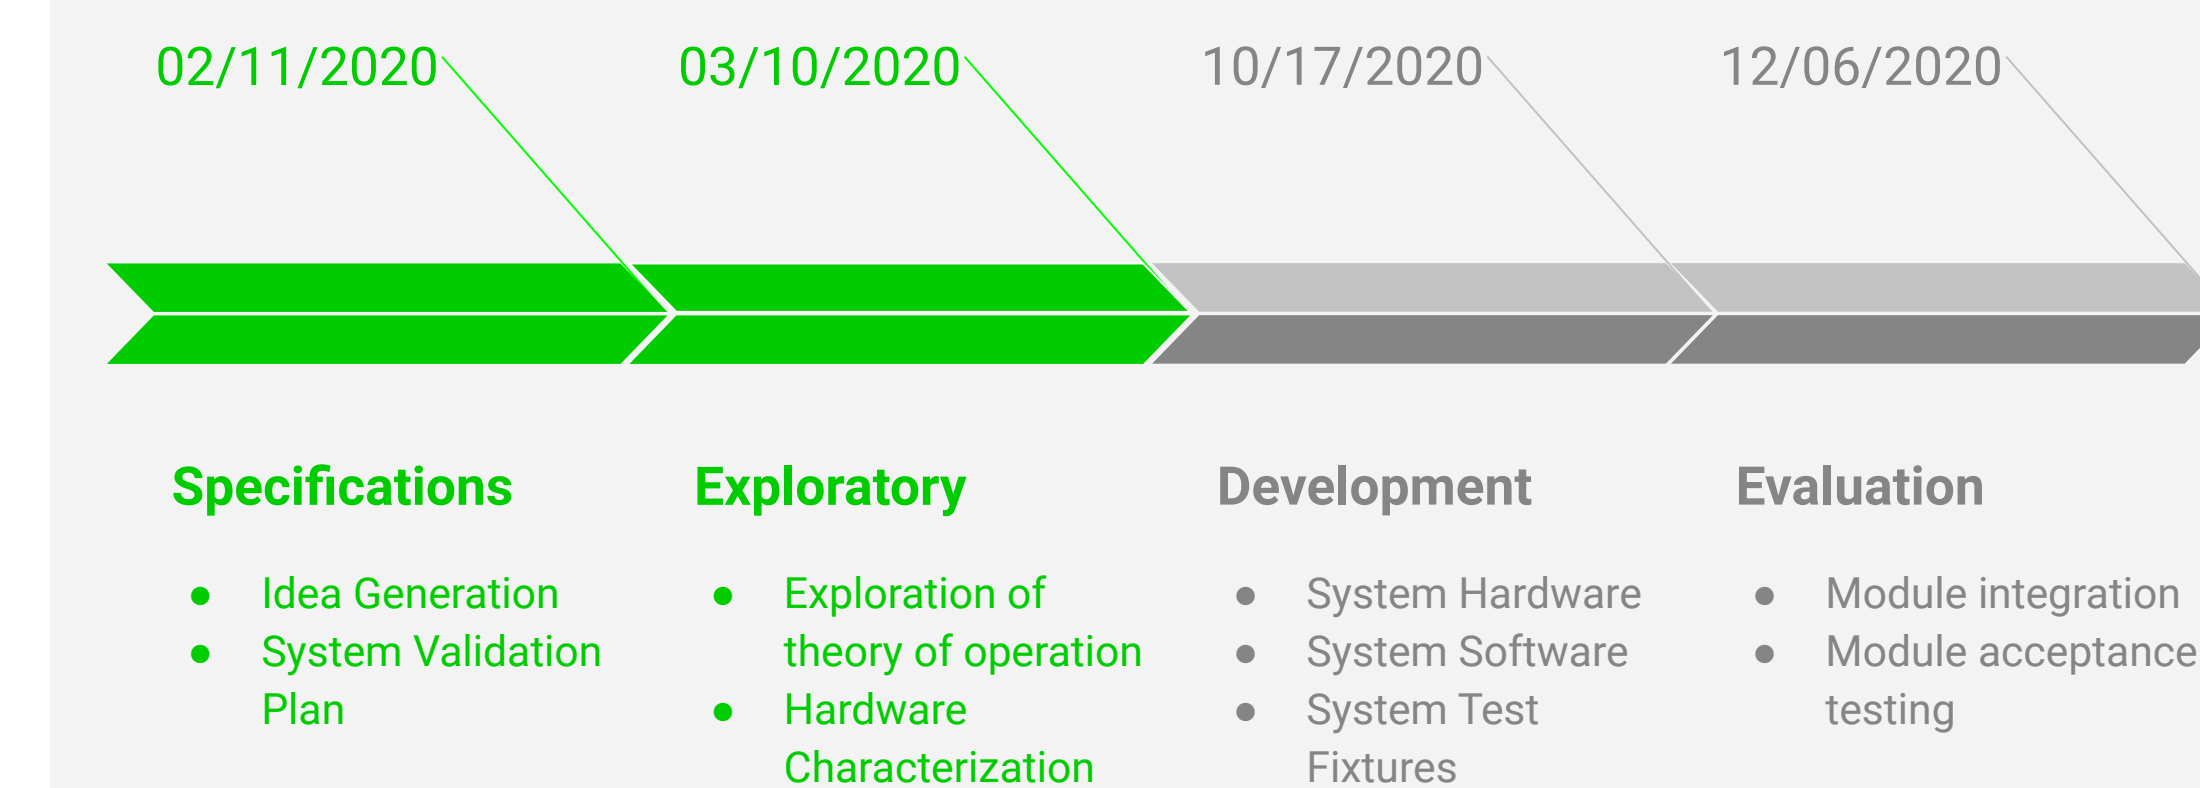 02/11/2020
03/10/2020
10/17/2020
12/06/2020
Specifications
● Idea Generation
● System Validation
Plan
Exploratory
● Exploration of
theory of operation
● Hardware
Characterization
Development
● System Hardware
● System Software
● System Test
Fixtures
Evaluation
● Module integration
● Module acceptance
testing